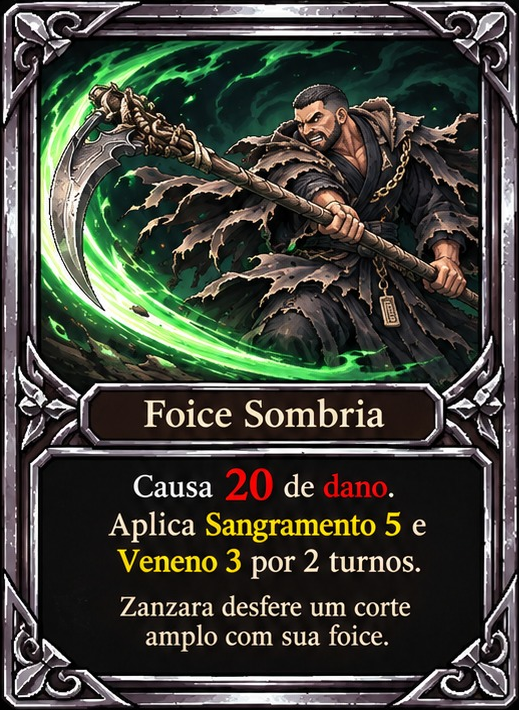 Foice Sombria
Causa 20 de dano.
Aplica Sangramento 5 e
Veneno 3 por 2 turnos.
Zanzara desfere um corte
amplo com sua foice.